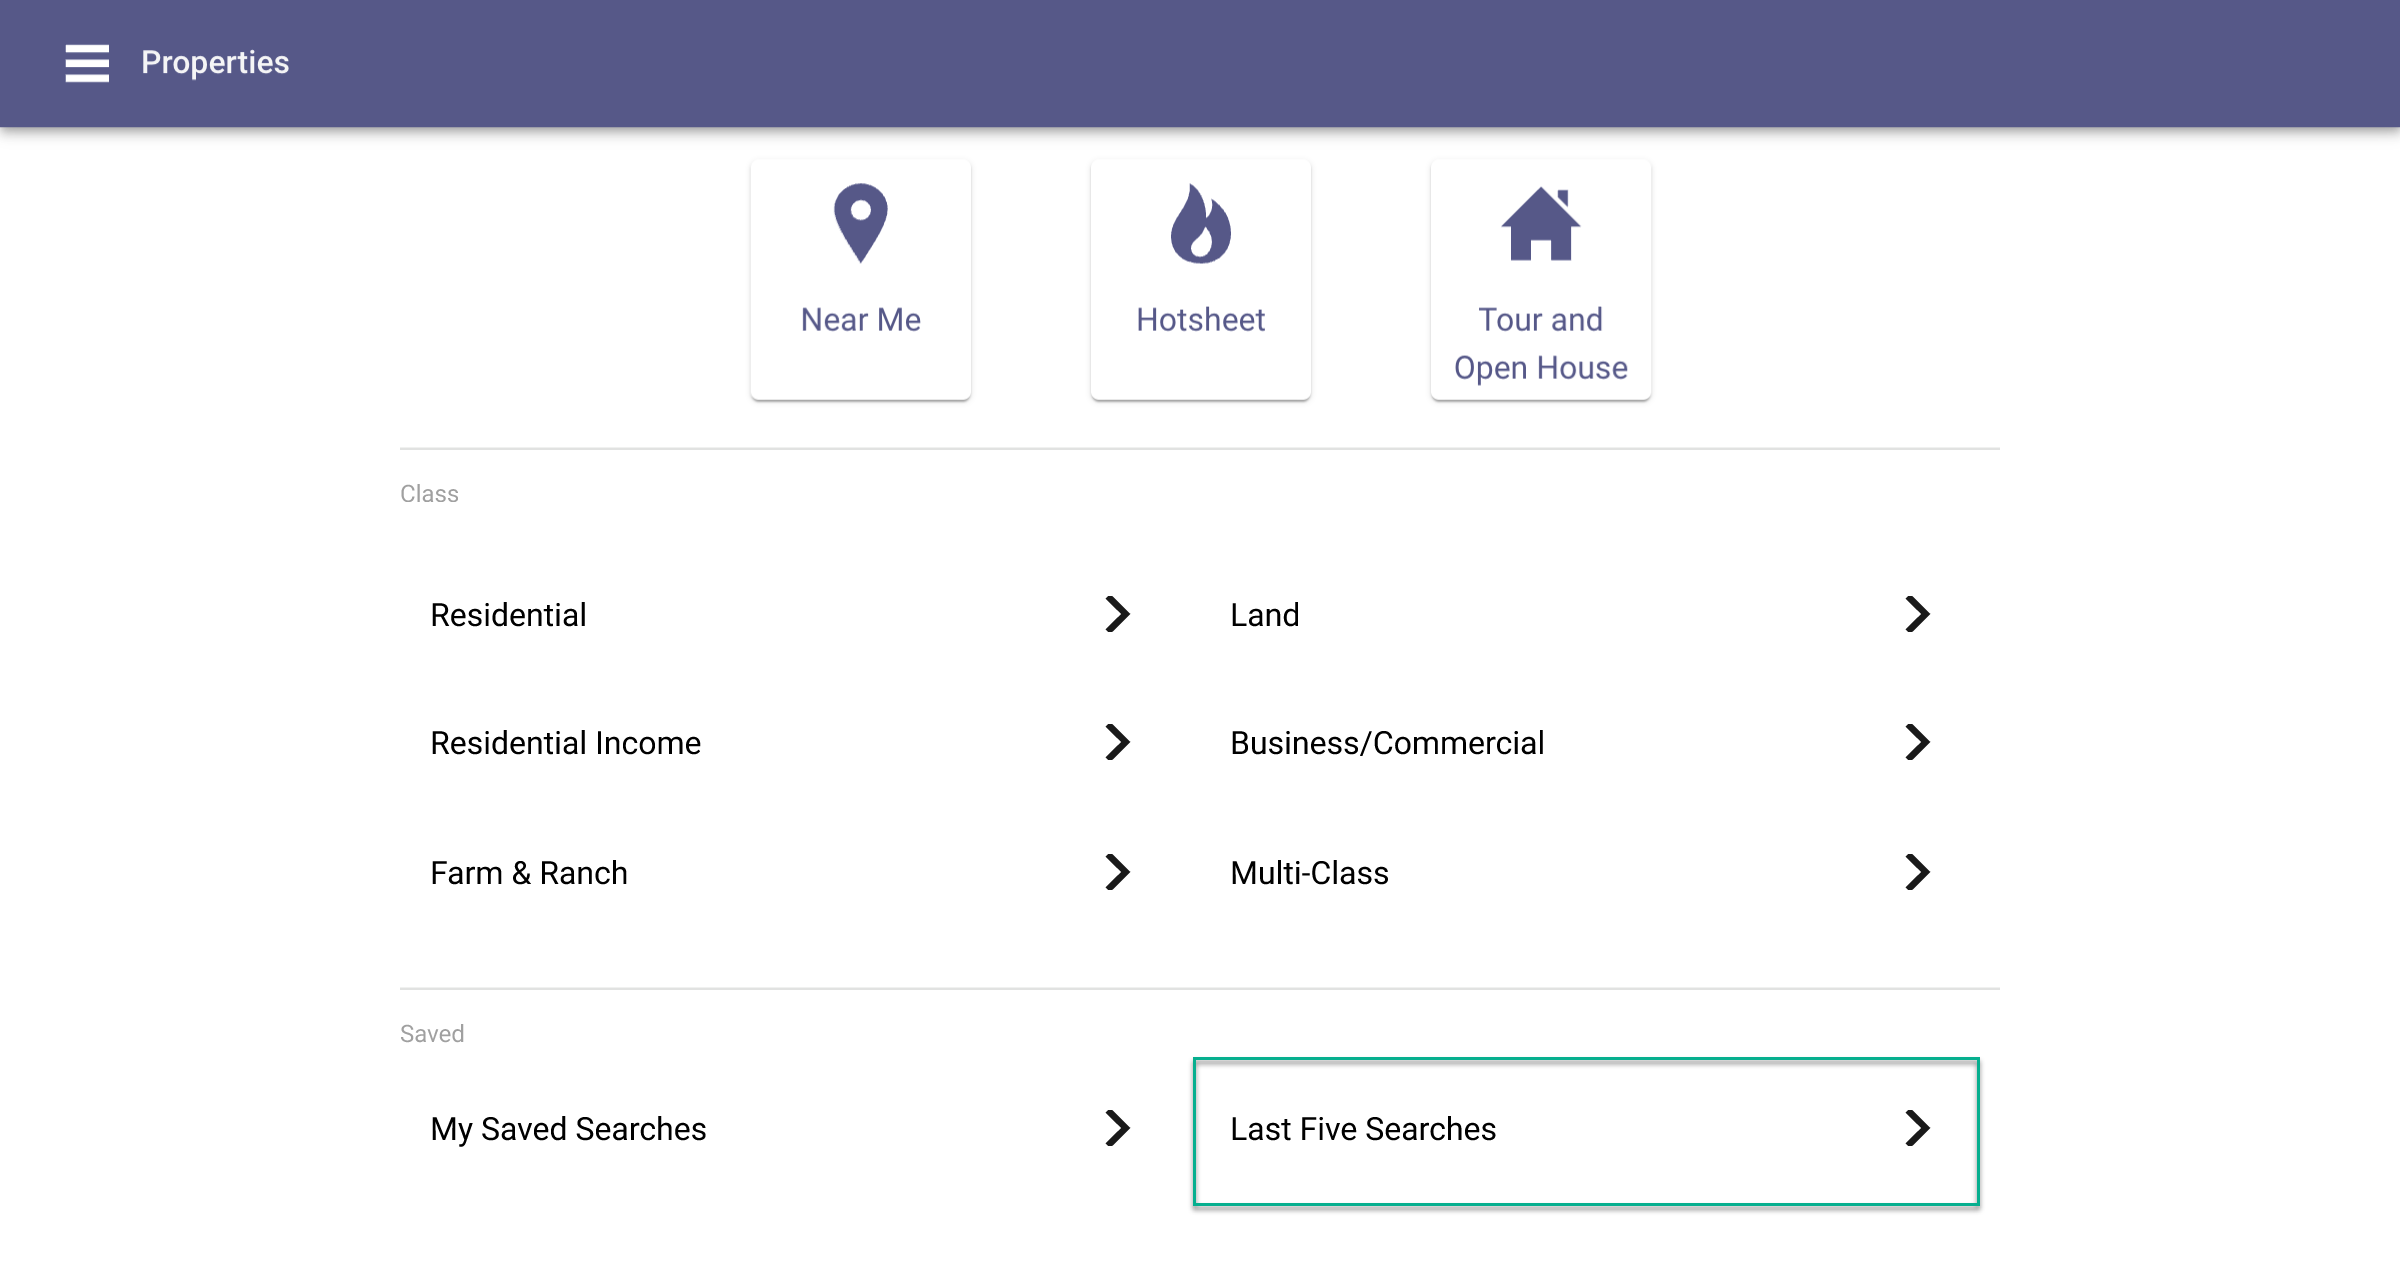 Properties
Near Me
Hotsheet
Tour and
Open House
Class
Residential
Land
Residential Income
Business/Commercial
Farm & Ranch
Multi-Class
Saved
My Saved Searches
Last Five Searches